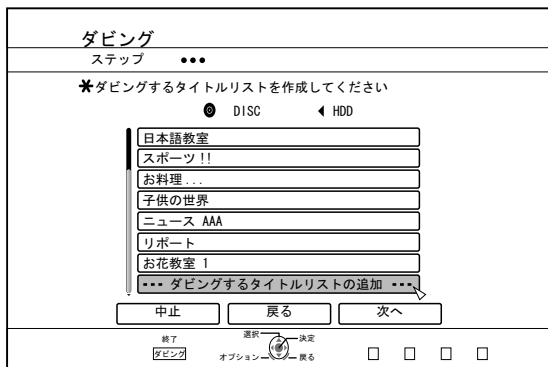 ダビング
ステップ ●●●
*ダビングするタイトルリストを作成してください
DISC ◀ HDD
日本語教室
スポーツ!!
お料理...
子供の世界
ニュース AAA
リポート
お花教室 1
--- ダビングするタイトルリストの追加 ---
中止 戻る 次へ
終了 選択 決定
ダビング オプション 戻る